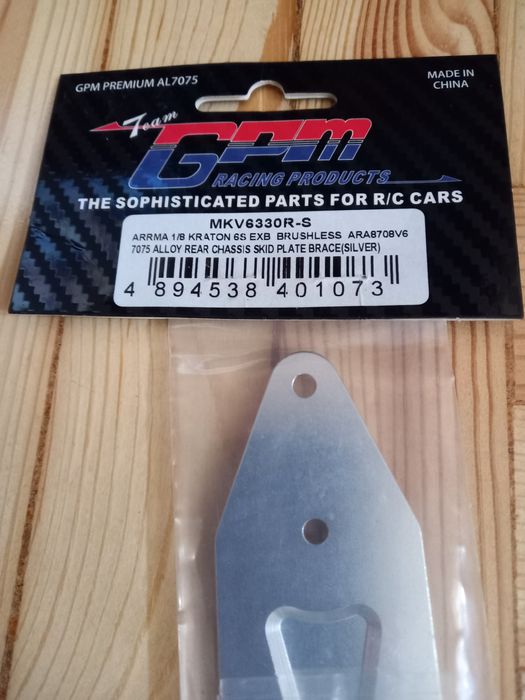 GPM PREMIUM AL7075
MADE IN
CHINA
Team
GPM
RACING PRODUCTS
THE SOPHISTICATED PARTS FOR R/C CARS
MKV6330R-S
ARRMA 1/8 KRATON 6S EXB BRUSHLESS ARA8708V6
7075 ALLOY REAR CHASSIS SKID PLATE BRACE(SILVER)
4 894538 401073